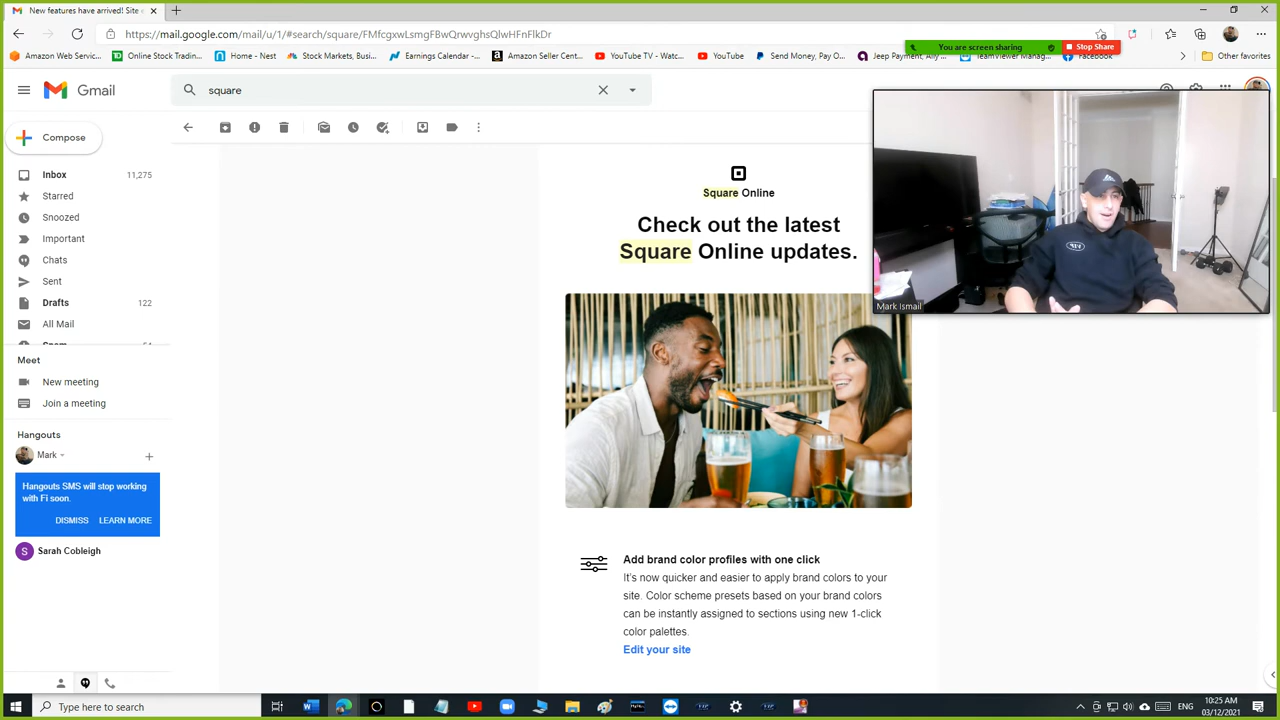 New features have arrived! Site e
https://mail.google.com/mail/u/1/#search/square/FMfcgxwLsmgFBwQrwvghsQlwHFnFlkDr
You are screen sharing
Stop Share
Amazon Web Servic...
Online Stock Tradin...
Home : Nest
Mobile Stock Watch...
Earnings Calendar -...
Amazon Seller Cent...
YouTube TV - Watc...
YouTube
Send Money, Pay O...
Jeep Payment, Ally ...
TeamViewer Manag...
Facebook
Other favorites
Gmail
square
Compose
Inbox 11,275
Starred
Snoozed
Important
Chats
Sent
Drafts 122
All Mail
Spam 54
Meet
New meeting
Join a meeting
Hangouts
Mark
Hangouts SMS will stop working
with Fi soon.
DISMISS LEARN MORE
S Sarah Cobleigh
Square Online
Check out the latest
Square Online updates.
Mark Ismail
Add brand color profiles with one click
It's now quicker and easier to apply brand colors to your
site. Color scheme presets based on your brand colors
can be instantly assigned to sections using new 1-click
color palettes.
Edit your site
Type here to search
ENG
10:25 AM
03/12/2021